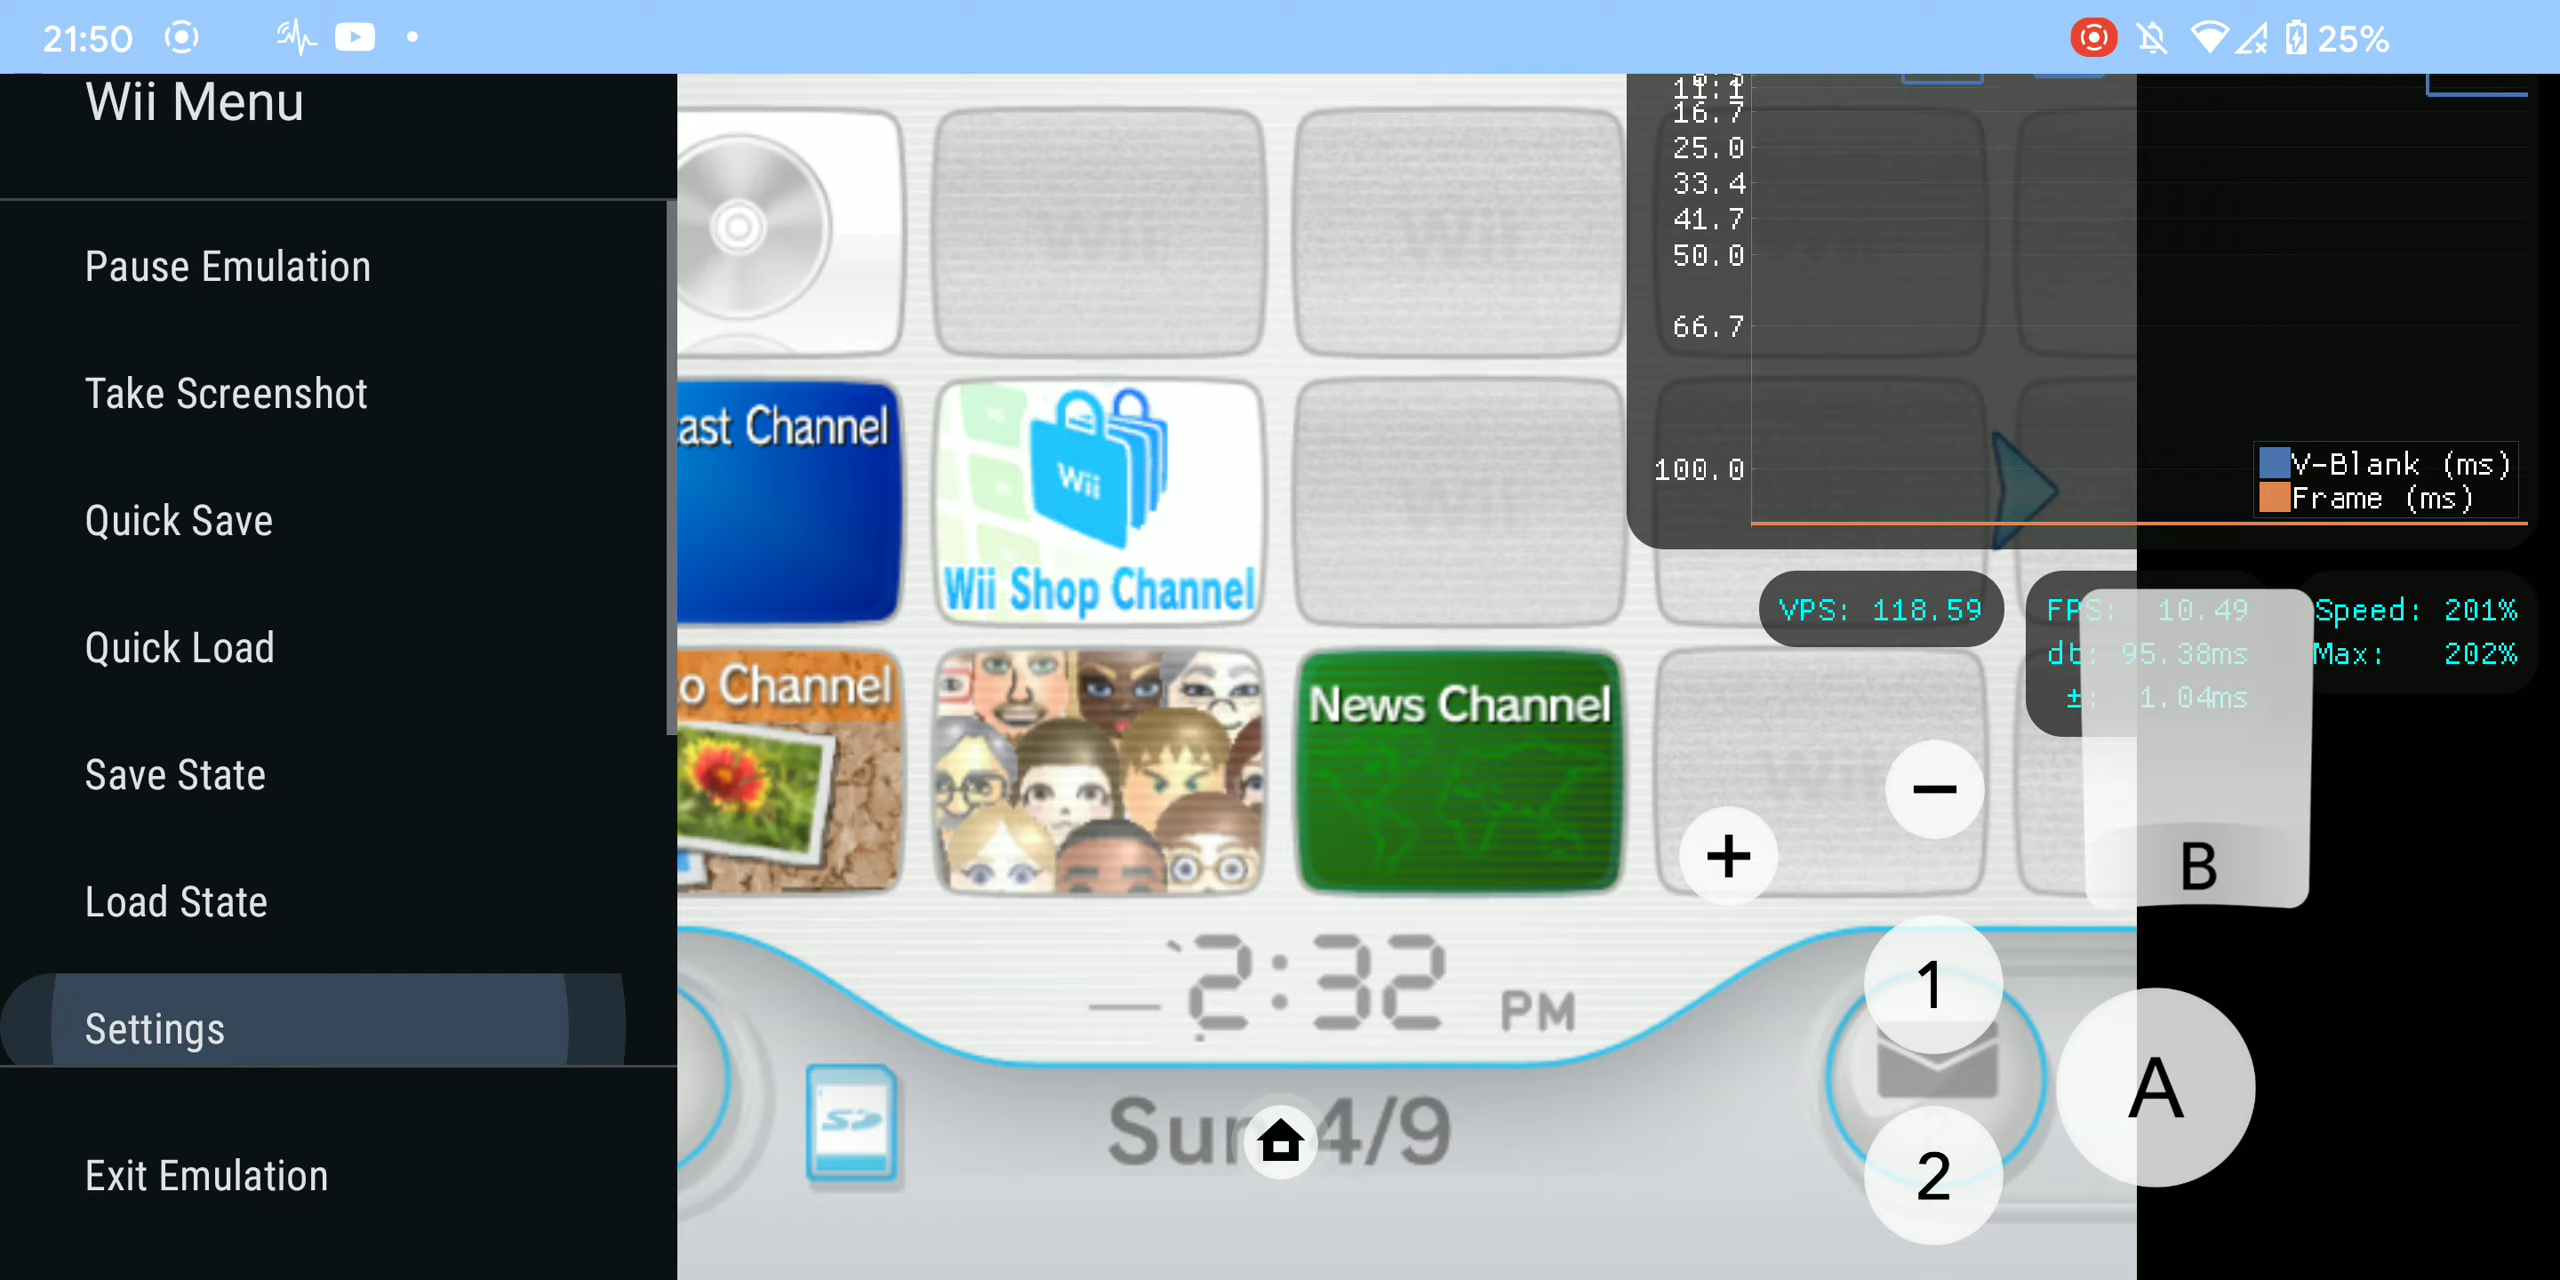 21:50
25%
Wii Menu
Pause Emulation
Take Screenshot
Quick Save
Quick Load
Save State
Load State
Settings
Exit Emulation
ast Channel
Wii
Wii Shop Channel
o Channel
News Channel
2:32 PM
SD
Sun 4/9
11.1
16.7
25.0
33.4
41.7
50.0
66.7
100.0
V-Blank (ms)
Frame (ms)
VPS: 118.59
FPS: 10.49
dt: 95.38ms
±: 1.04ms
Speed: 201%
Max: 202%
+
−
B
1
A
2